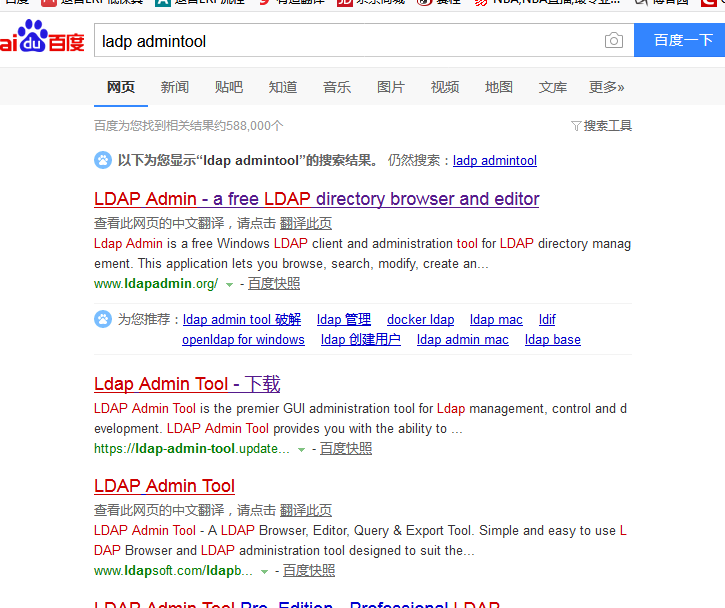 ladp admintool
百度一下
ai du 百度
网页 新闻 贴吧 知道 音乐 图片 视频 地图 文库 更多»
百度为您找到相关结果约588,000个 搜索工具
以下为您显示“ldap admintool”的搜索结果。 仍然搜索：ladp admintool
LDAP Admin - a free LDAP directory browser and editor
查看此网页的中文翻译，请点击 翻译此页
Ldap Admin is a free Windows LDAP client and administration tool for LDAP directory manag
ement. This application lets you browse, search, modify, create an...
www.ldapadmin.org/ - 百度快照
为您推荐：ldap admin tool 破解 ldap 管理 docker ldap ldap mac ldif
openldap for windows ldap 创建用户 ldap admin mac ldap base
Ldap Admin Tool - 下载
LDAP Admin Tool is the premier GUI administration tool for Ldap management, control and d
evelopment. LDAP Admin Tool provides you with the ability to ...
https://ldap-admin-tool.update... - 百度快照
LDAP Admin Tool
查看此网页的中文翻译，请点击 翻译此页
LDAP Admin Tool - A LDAP Browser, Editor, Query & Export Tool. Simple and easy to use L
DAP Browser and LDAP administration tool designed to suit the...
www.ldapsoft.com/ldapb... - 百度快照
LDAP Admin Tool Pro. Edition - Professional LDAP